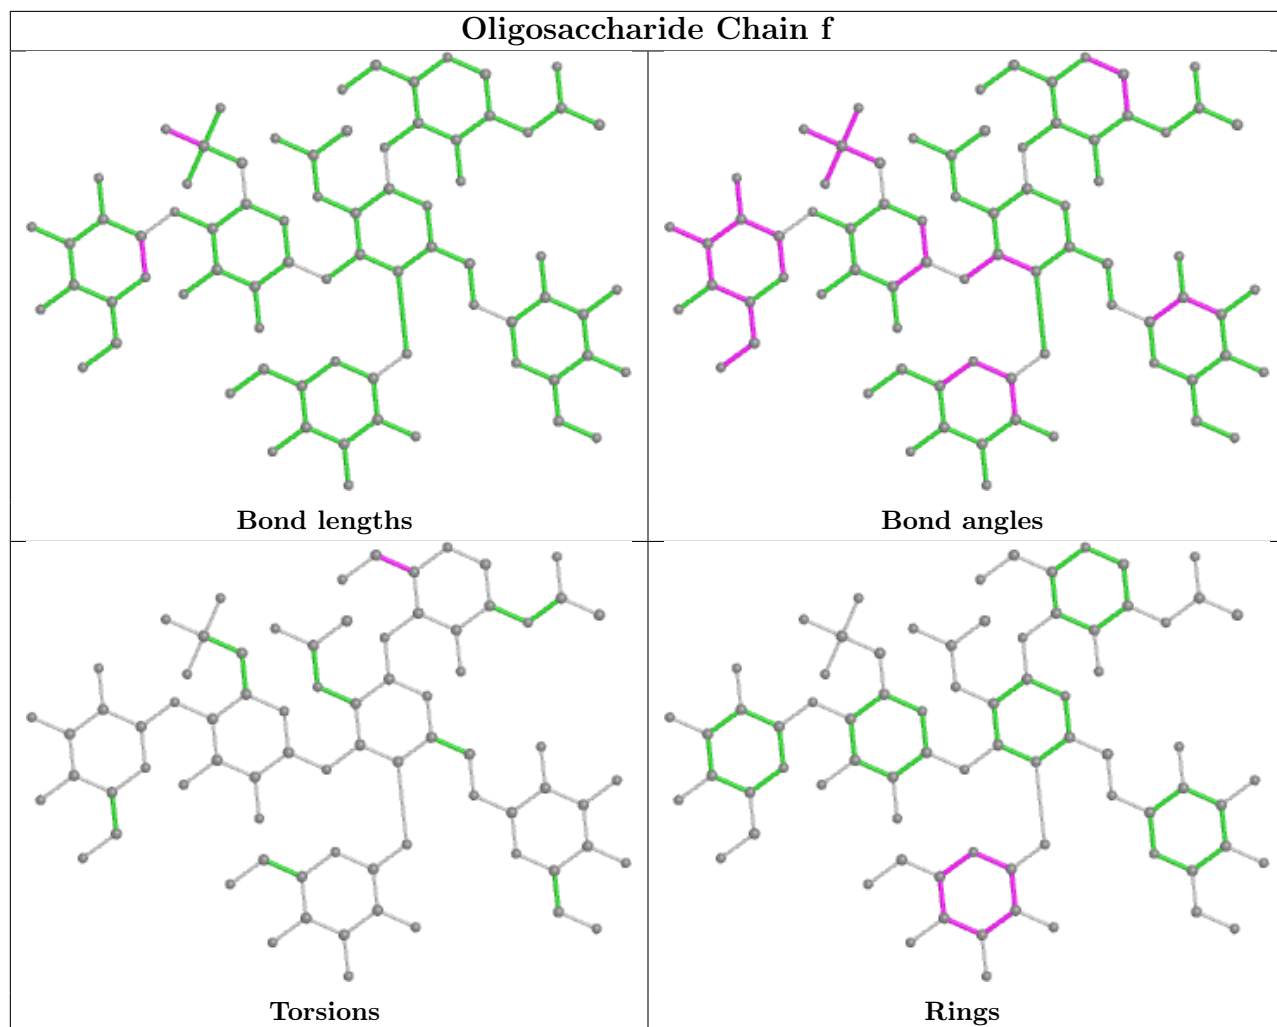 Oligosaccharide Chain f
Bond lengths
Bond angles
Torsions
Rings